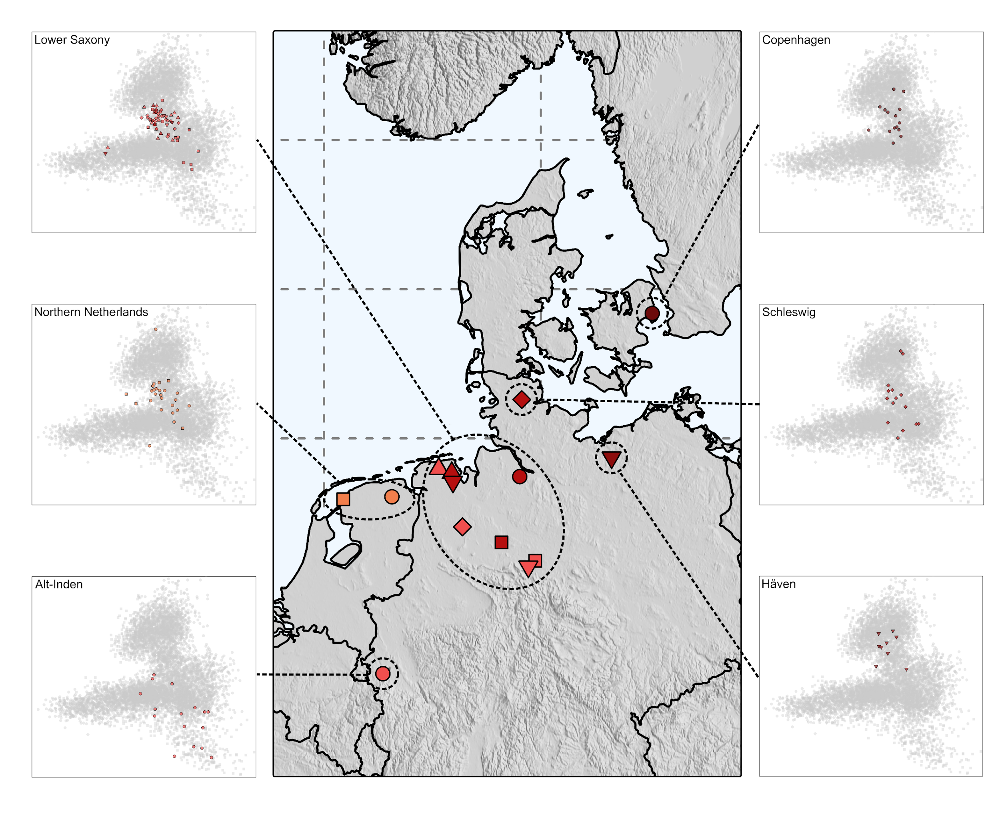 Lower Saxony
Copenhagen
Northern Netherlands
Schleswig
Alt-Inden
Häven